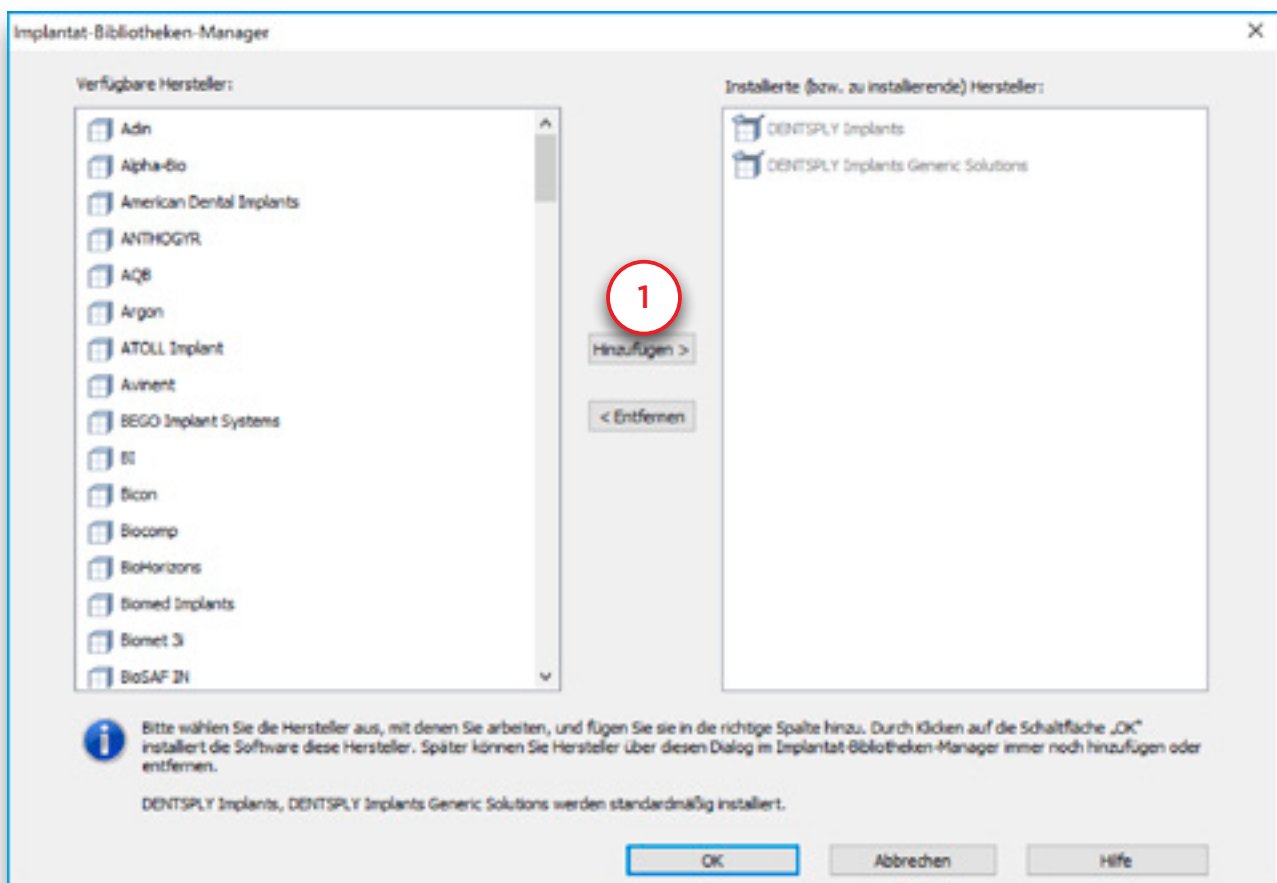 Implantat-Bibliotheken-Manager
Verfügbare Hersteller:
Adin
Alpha-Bio
American Dental Implants
ANTHOGYR
AQB
Argon
ATOLL Implant
Avinent
BEGO Implant Systems
BI
Bicon
Biocomp
BioHorizons
Biomed Implants
Biomet 3i
BioSAF IN
1
Hinzufügen >
< Entfernen
Installierte (bzw. zu installierende) Hersteller:
DENTSPLY Implants
DENTSPLY Implants Generic Solutions
Bitte wählen Sie die Hersteller aus, mit denen Sie arbeiten, und fügen Sie sie in de richtige Spalte hinzu. Durch Klicken auf die Schaltfläche „OK"
installiert die Software diese Hersteller. Später können Sie Hersteller über diesen Dialog im Implantat-Bibliotheken-Manager immer noch hinzufügen oder
entfernen.
DENTSPLY Implants, DENTSPLY Implants Generic Solutions werden standardmäßig installiert.
OK
Abbrechen
Hilfe